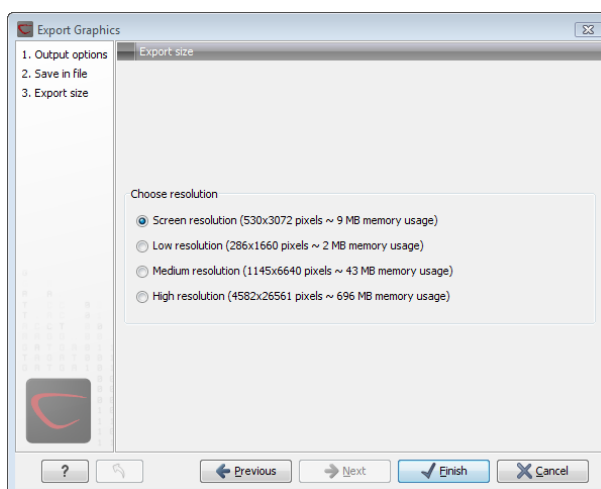 Export Graphics
1. Output options
2. Save in file
3. Export size
Export size
Choose resolution
Screen resolution (530x3072 pixels ~ 9 MB memory usage)
Low resolution (286x1660 pixels ~ 2 MB memory usage)
Medium resolution (1145x6640 pixels ~ 43 MB memory usage)
High resolution (4582x26561 pixels ~ 696 MB memory usage)
?
Previous
Next
Finish
Cancel